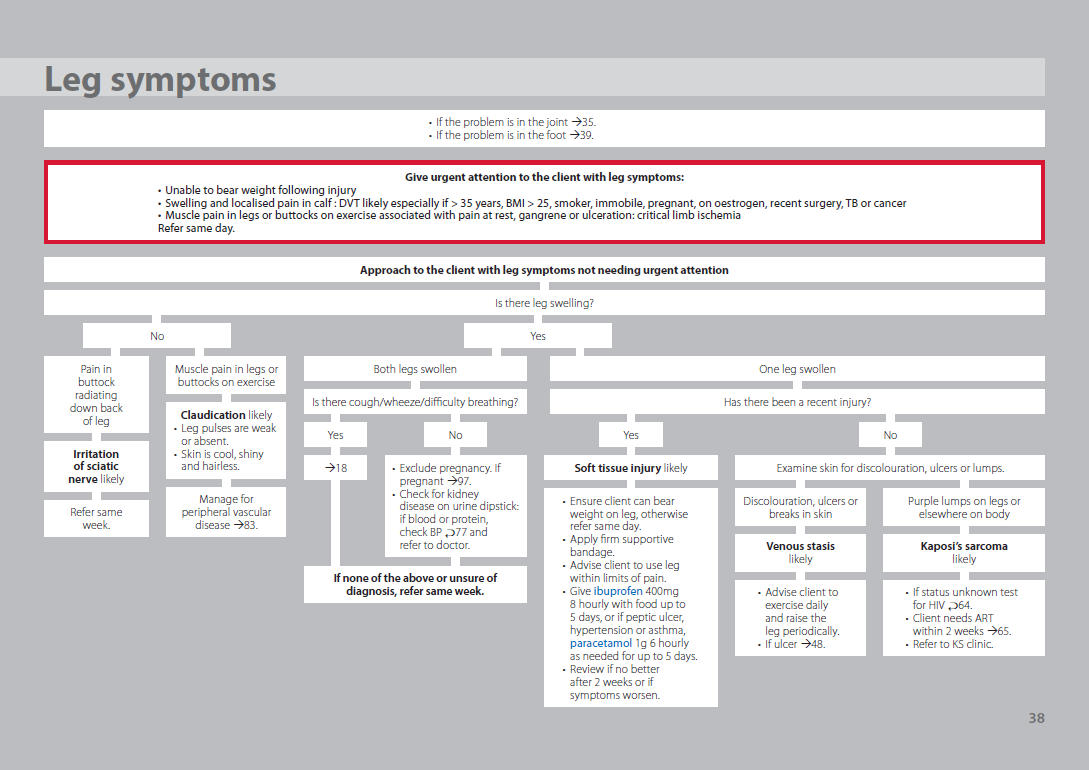 Leg symptoms
• If the problem is in the joint →35.
• If the problem is in the foot →39.
Give urgent attention to the client with leg symptoms:
• Unable to bear weight following injury
• Swelling and localised pain in calf : DVT likely especially if > 35 years, BMI > 25, smoker, immobile, pregnant, on oestrogen, recent surgery, TB or cancer
• Muscle pain in legs or buttocks on exercise associated with pain at rest, gangrene or ulceration: critical limb ischemia
Refer same day.
Approach to the client with leg symptoms not needing urgent attention
Is there leg swelling?
No
Yes
Pain in
buttock
radiating
down back
of leg
Irritation
of sciatic
nerve likely
Refer same
week.
Muscle pain in legs or
buttocks on exercise
Claudication likely
• Leg pulses are weak
or absent.
• Skin is cool, shiny
and hairless.
Manage for
peripheral vascular
disease →83.
Both legs swollen
Is there cough/wheeze/difficulty breathing?
Yes
No
→18
• Exclude pregnancy. If
pregnant →97.
• Check for kidney
disease on urine dipstick:
if blood or protein,
check BP ⤾77 and
refer to doctor.
If none of the above or unsure of
diagnosis, refer same week.
One leg swollen
Has there been a recent injury?
Yes
No
Soft tissue injury likely
• Ensure client can bear
weight on leg, otherwise
refer same day.
• Apply firm supportive
bandage.
• Advise client to use leg
within limits of pain.
• Give ibuprofen 400mg
8 hourly with food up to
5 days, or if peptic ulcer,
hypertension or asthma,
paracetamol 1g 6 hourly
as needed for up to 5 days.
• Review if no better
after 2 weeks or if
symptoms worsen.
Examine skin for discolouration, ulcers or lumps.
Discolouration, ulcers or
breaks in skin
Venous stasis
likely
• Advise client to
exercise daily
and raise the
leg periodically.
• If ulcer →48.
Purple lumps on legs or
elsewhere on body
Kaposi's sarcoma
likely
• If status unknown test
for HIV ⤾64.
• Client needs ART
within 2 weeks →65.
• Refer to KS clinic.
38